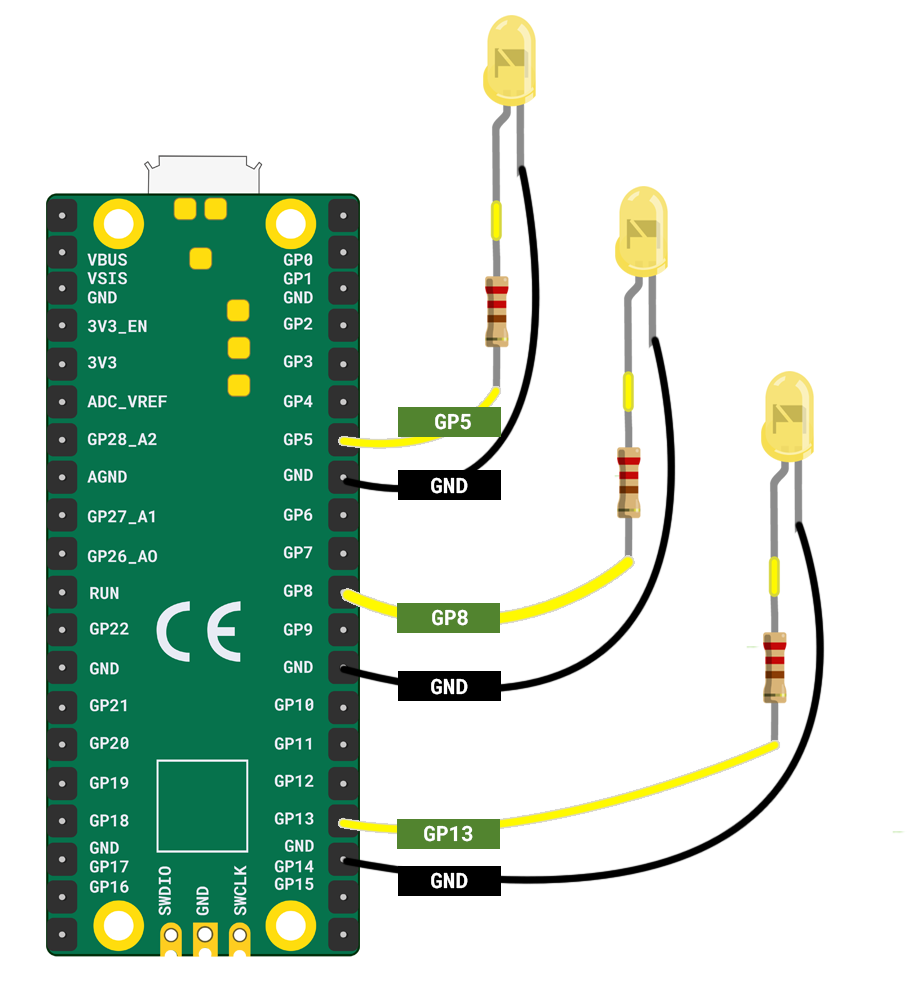 VBUS
VSIS
GND
3V3_EN
3V3
ADC_VREF
GP28_A2
AGND
GP27_A1
GP26_AO
RUN
GP22
GND
GP21
GP20
GP19
GP18
GND
GP17
GP16
GP0
GP1
GND
GP2
GP3
GP4
GP5
GND
GP6
GP7
GP8
GP9
GND
GP10
GP11
GP12
GP13
GND
GP14
GP15
CE
SWDIO
GND
SWCLK
GP5
GND
GP8
GND
GP13
GND